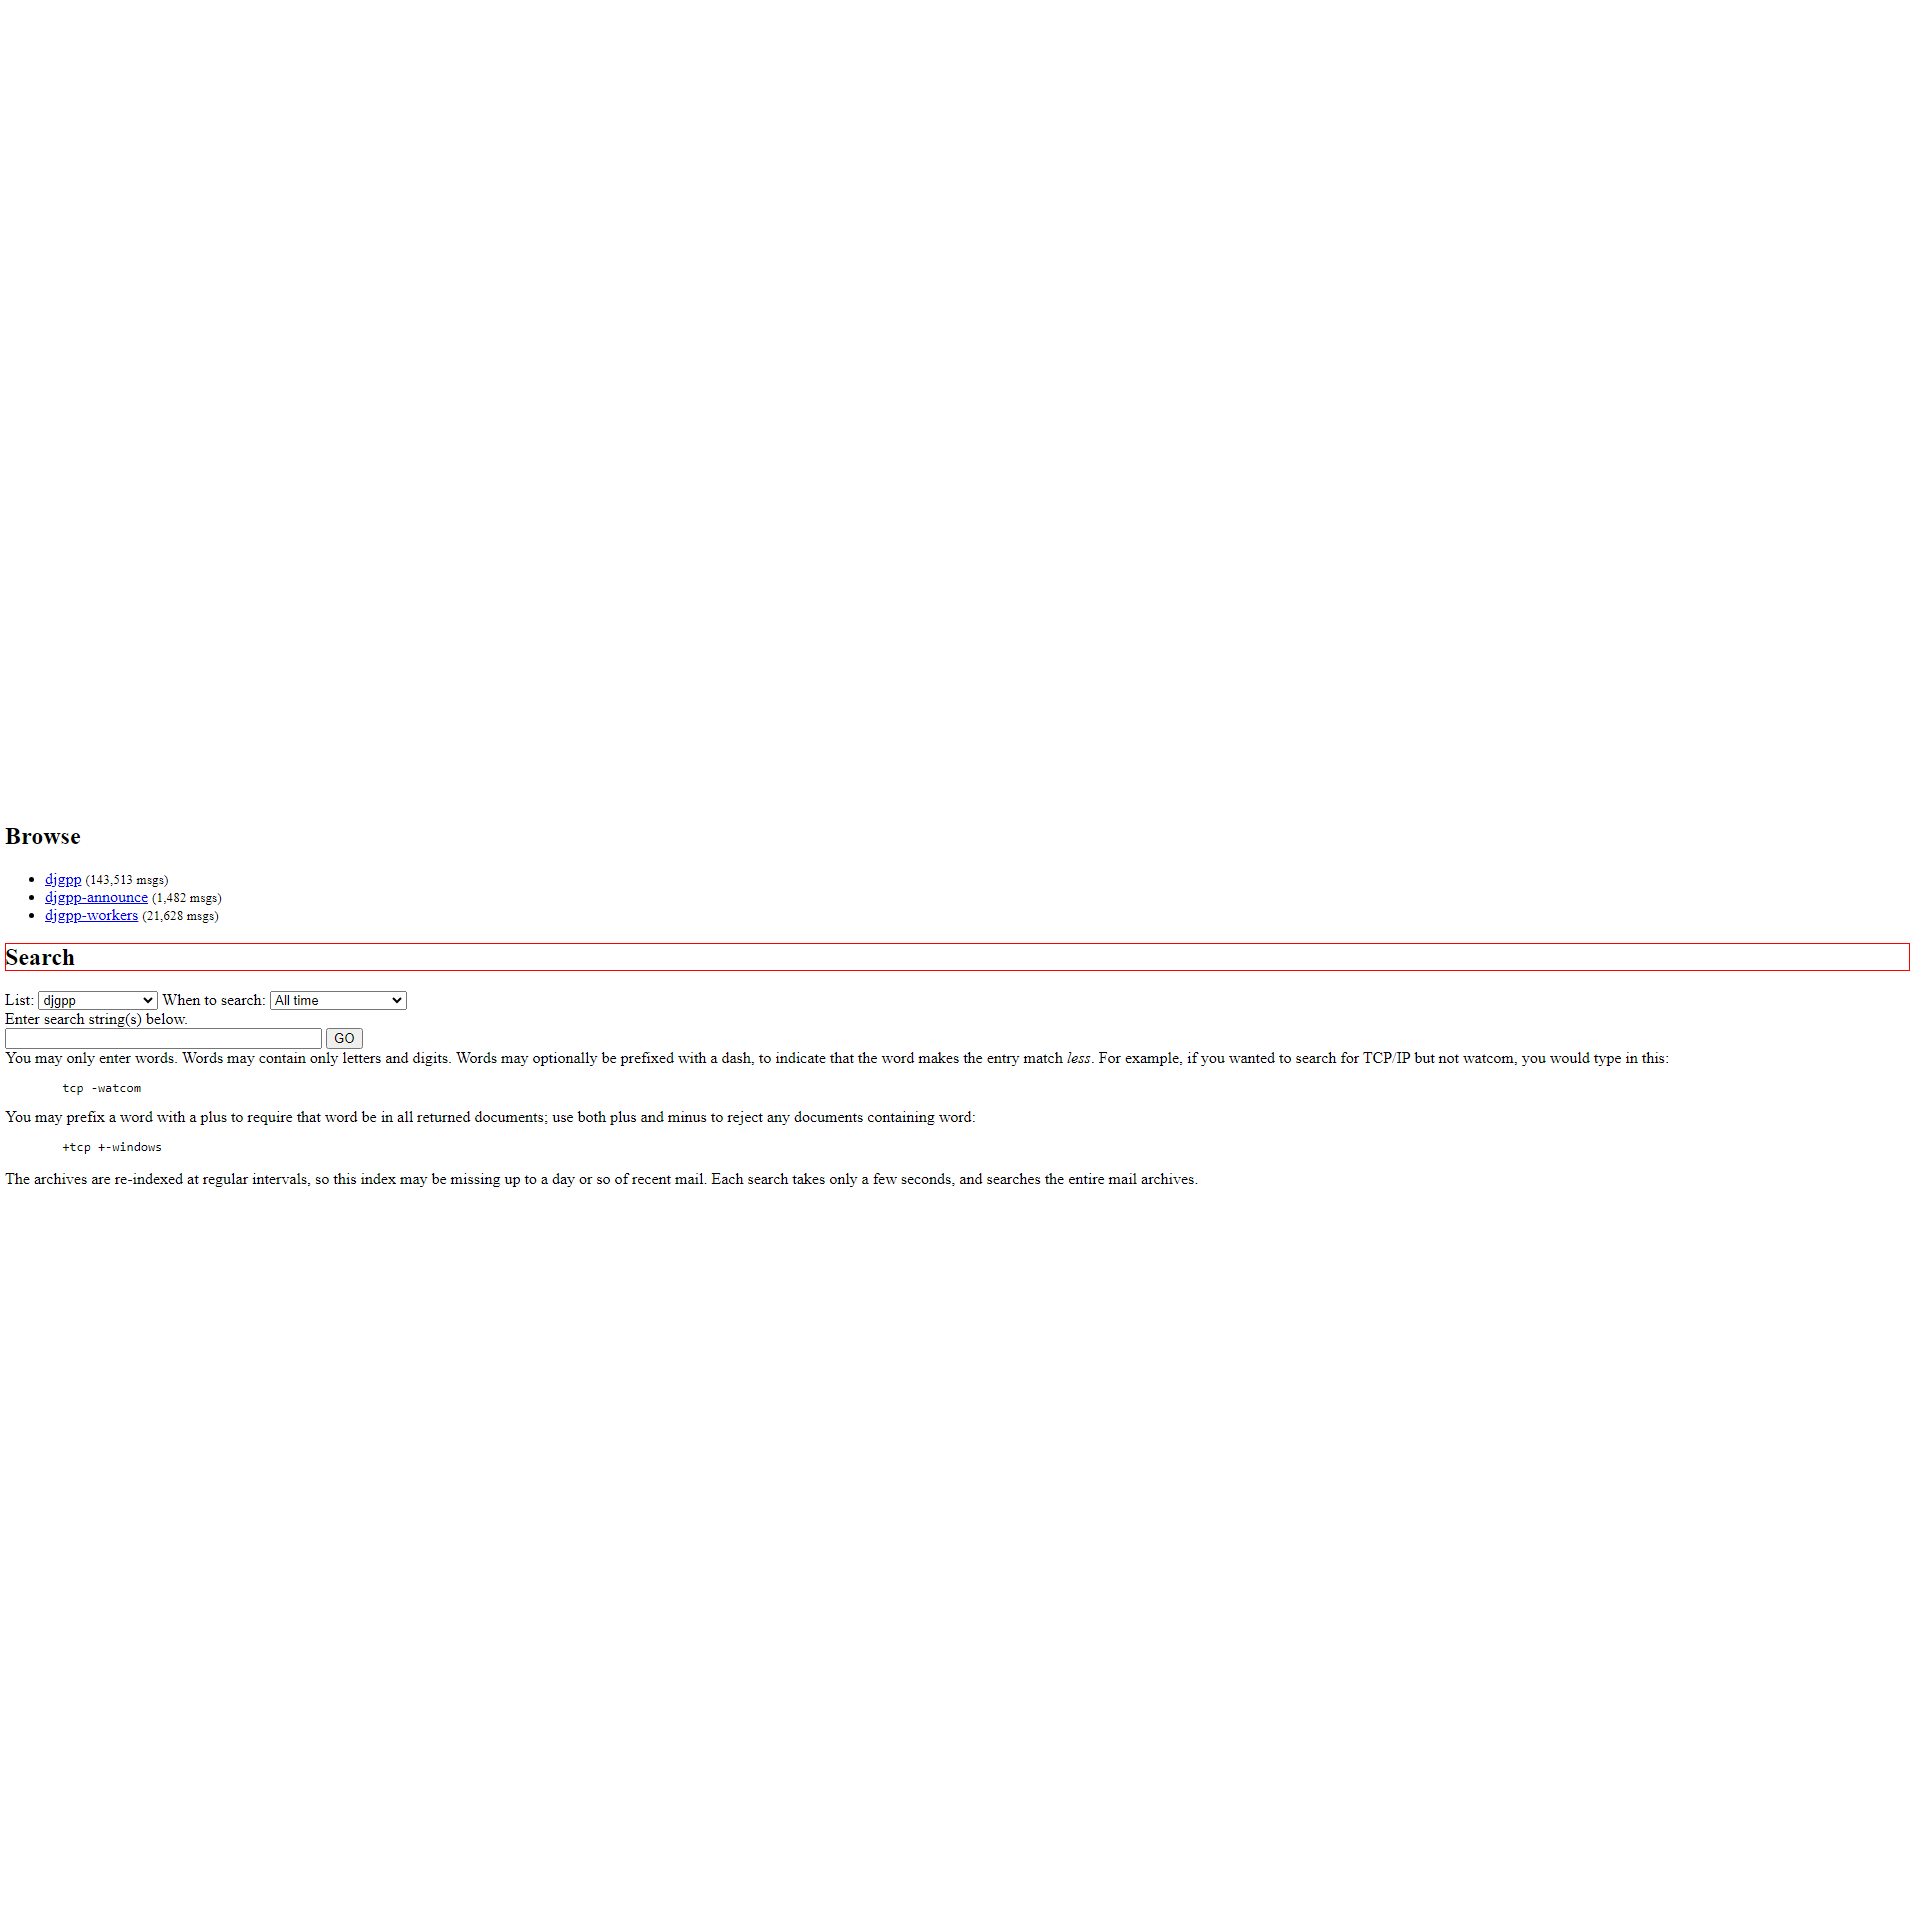 Browse
djgpp (143,513 msgs)
djgpp-announce (1,482 msgs)
djgpp-workers (21,628 msgs)
Search
List: djgpp When to search: All time
Enter search string(s) below.
GO
You may only enter words. Words may contain only letters and digits. Words may optionally be prefixed with a dash, to indicate that the word makes the entry match less. For example, if you wanted to search for TCP/IP but not watcom, you would type in this:
tcp -watcom
You may prefix a word with a plus to require that word be in all returned documents; use both plus and minus to reject any documents containing word:
+tcp +-windows
The archives are re-indexed at regular intervals, so this index may be missing up to a day or so of recent mail. Each search takes only a few seconds, and searches the entire mail archives.